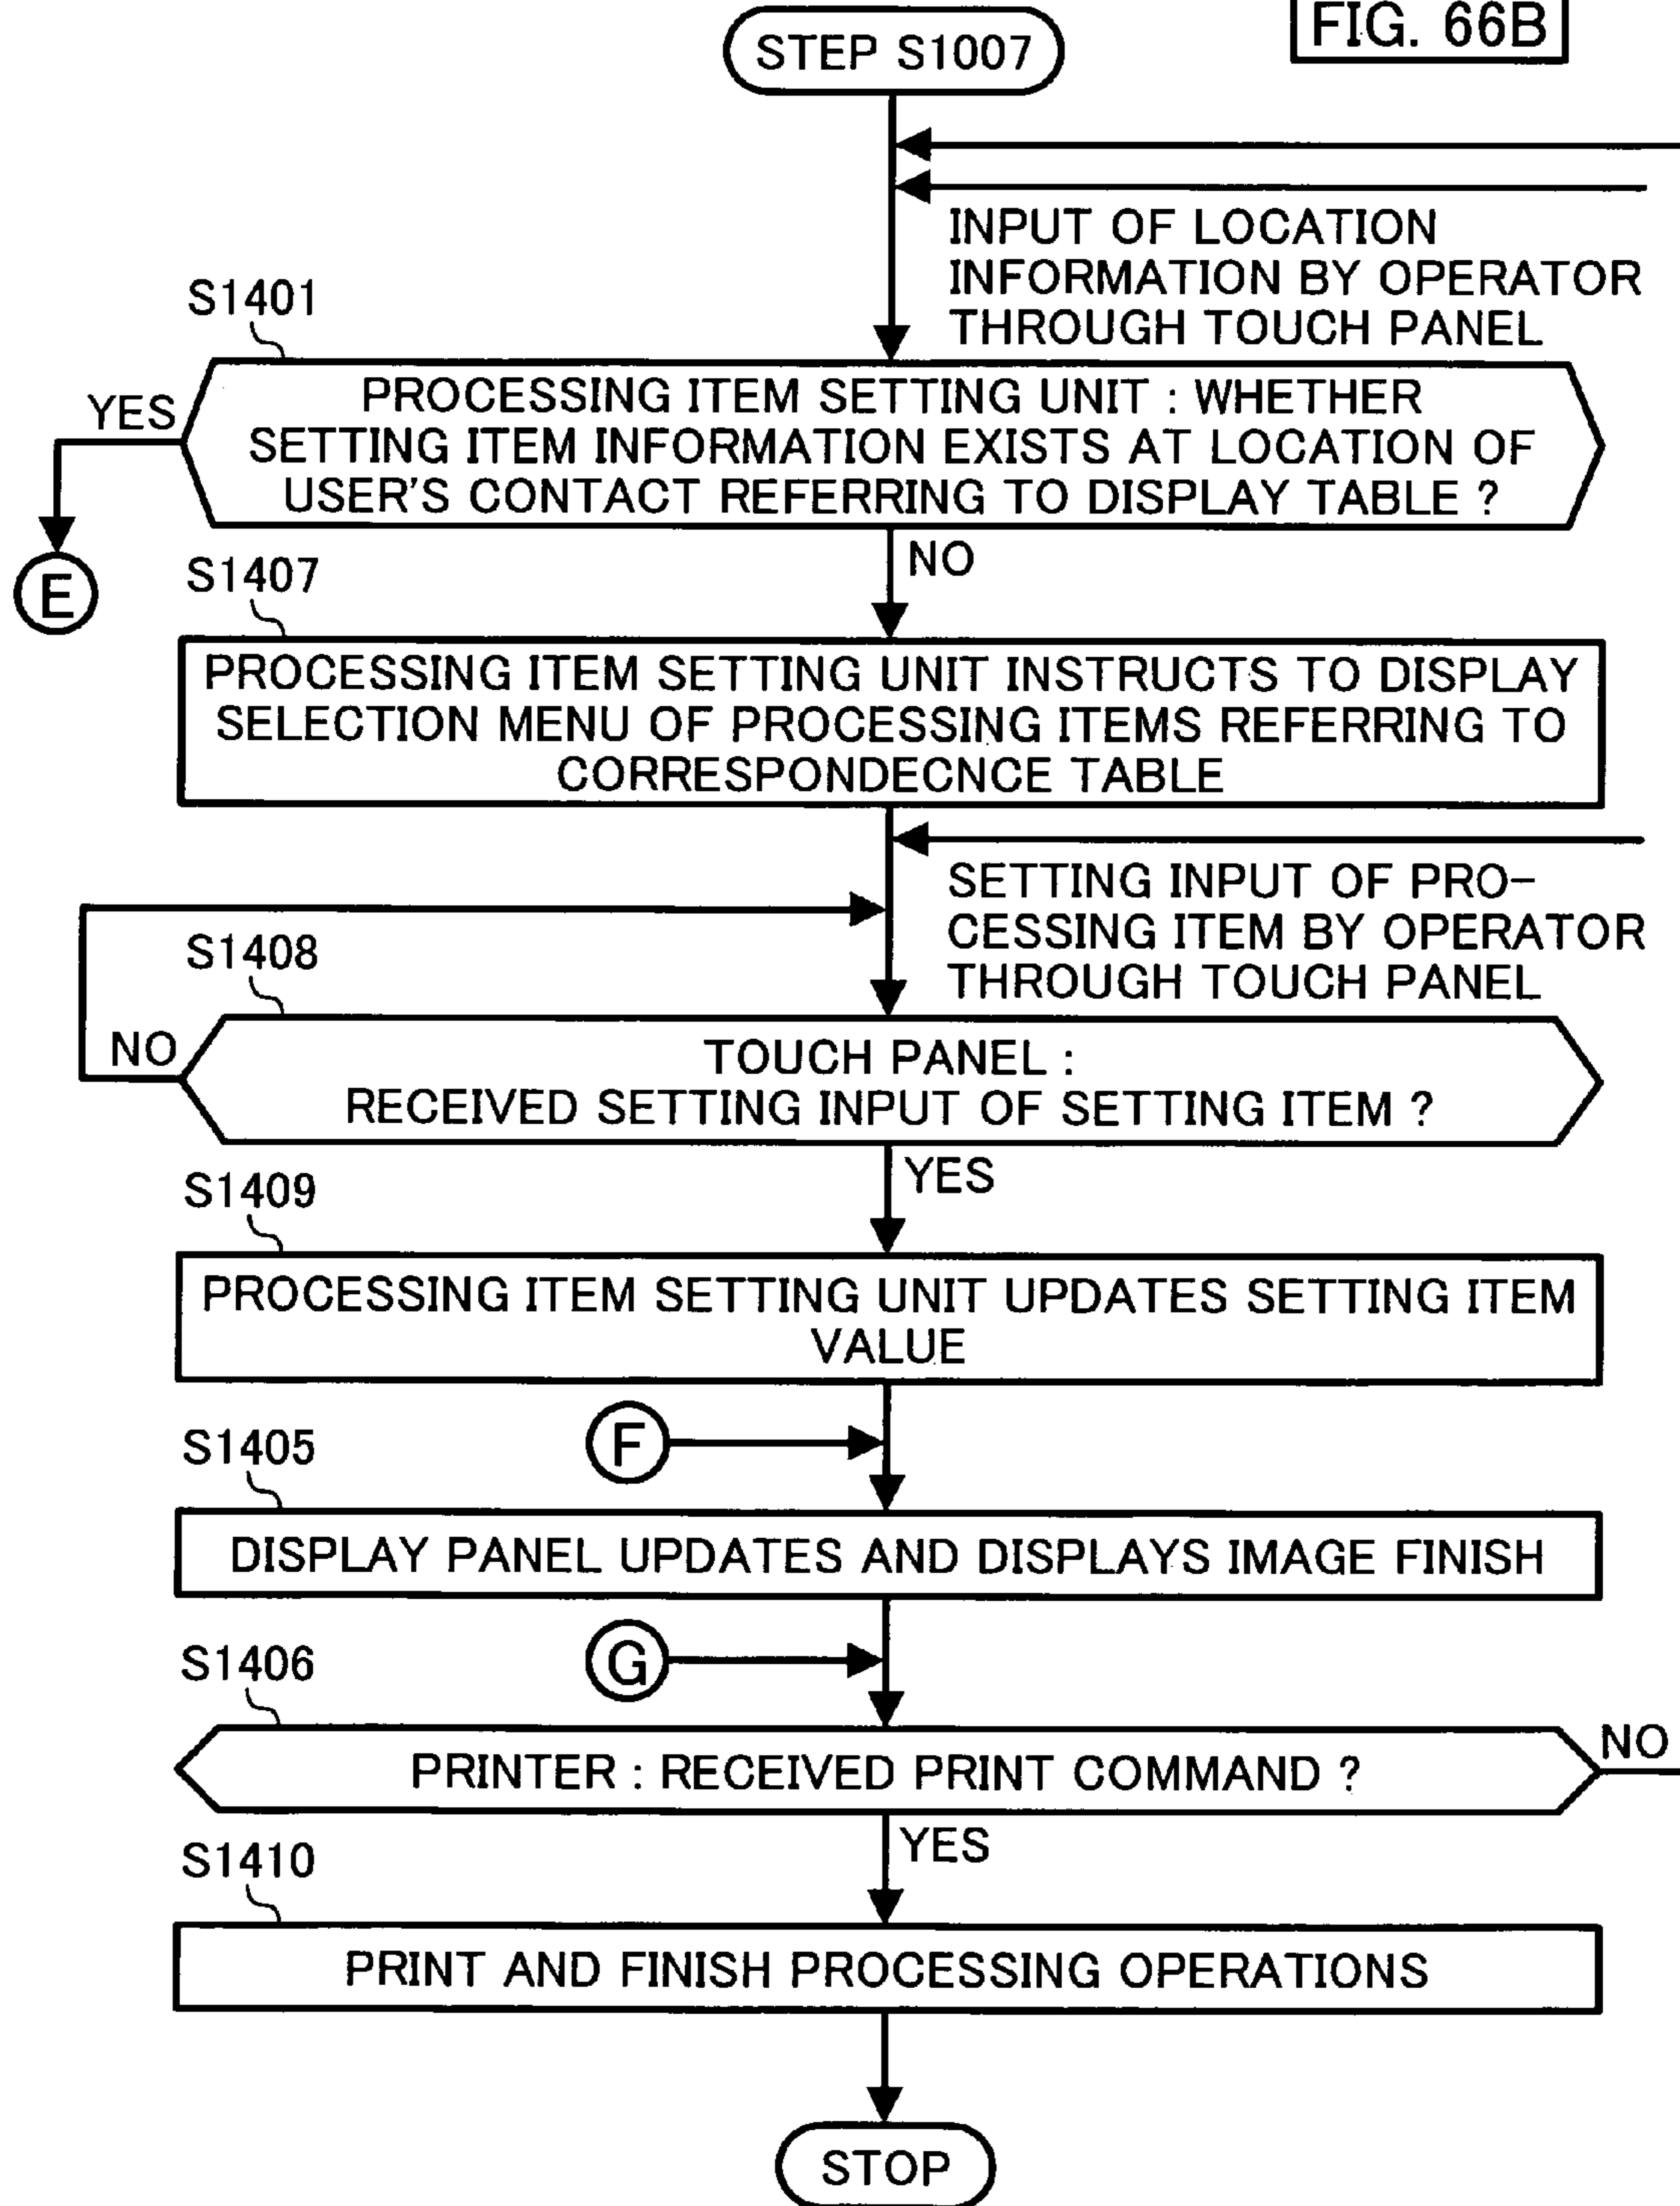 FIG. 66B
STEP S1007
INPUT OF LOCATION
INFORMATION BY OPERATOR
THROUGH TOUCH PANEL
S1401
YES
PROCESSING ITEM SETTING UNIT : WHETHER
SETTING ITEM INFORMATION EXISTS AT LOCATION OF
USER'S CONTACT REFERRING TO DISPLAY TABLE ?
E
NO
S1407
PROCESSING ITEM SETTING UNIT INSTRUCTS TO DISPLAY
SELECTION MENU OF PROCESSING ITEMS REFERRING TO
CORRESPONDECNCE TABLE
SETTING INPUT OF PRO-
CESSING ITEM BY OPERATOR
THROUGH TOUCH PANEL
S1408
NO
TOUCH PANEL :
RECEIVED SETTING INPUT OF SETTING ITEM ?
YES
S1409
PROCESSING ITEM SETTING UNIT UPDATES SETTING ITEM
VALUE
F
S1405
DISPLAY PANEL UPDATES AND DISPLAYS IMAGE FINISH
G
S1406
PRINTER : RECEIVED PRINT COMMAND ?
NO
YES
S1410
PRINT AND FINISH PROCESSING OPERATIONS
STOP